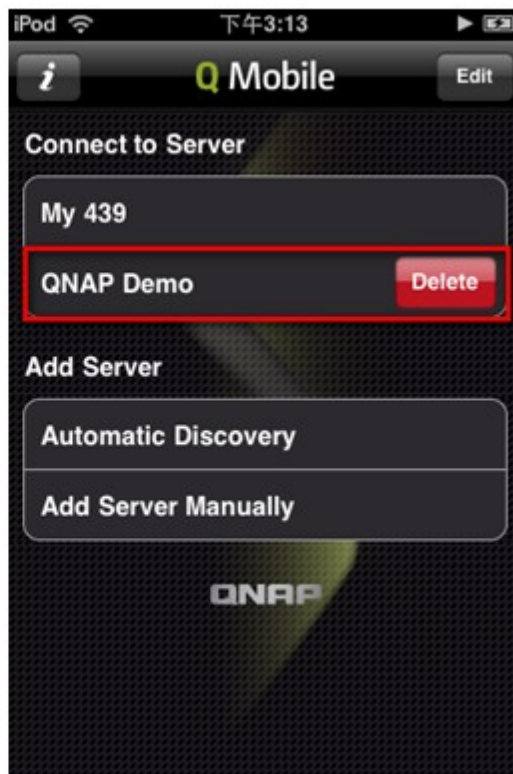 iPod 下午3:13
i Q Mobile Edit
Connect to Server
My 439
QNAP Demo Delete
Add Server
Automatic Discovery
Add Server Manually
QNAP